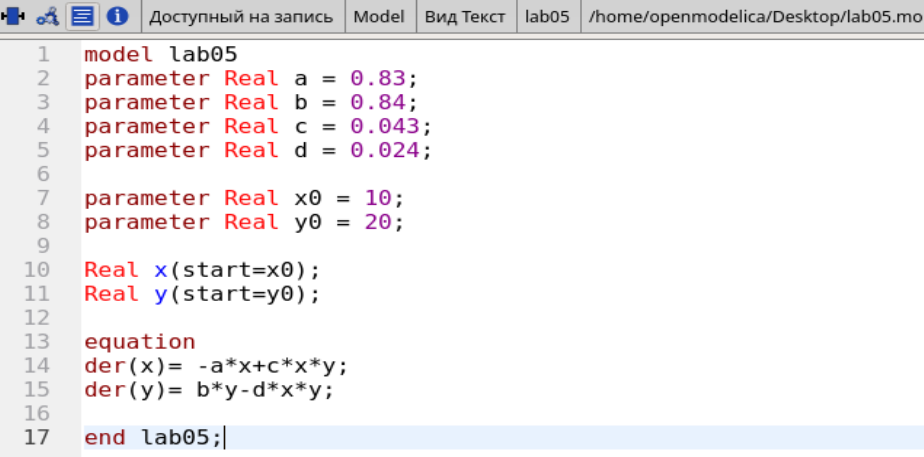 Доступный на запись Model Вид Текст lab05 /home/openmodelica/Desktop/lab05.mo
1 model lab05
2 parameter Real a = 0.83;
3 parameter Real b = 0.84;
4 parameter Real c = 0.043;
5 parameter Real d = 0.024;
6
7 parameter Real x0 = 10;
8 parameter Real y0 = 20;
9
10 Real x(start=x0);
11 Real y(start=y0);
12
13 equation
14 der(x)= -a*x+c*x*y;
15 der(y)= b*y-d*x*y;
16
17 end lab05;